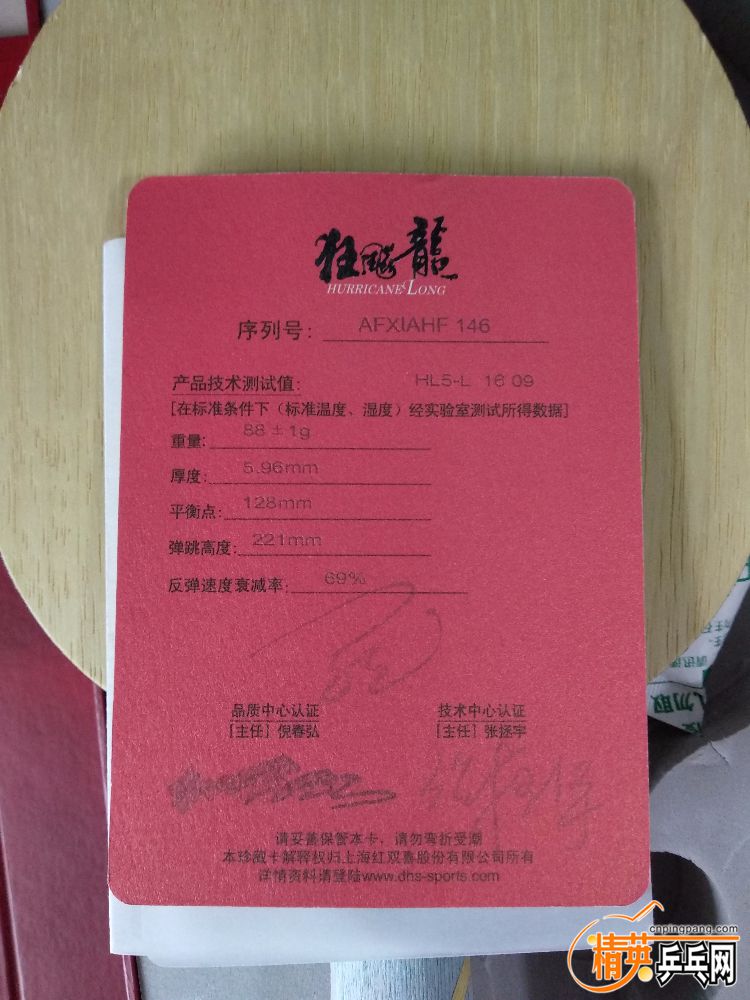 狂飚龍
HURRICANE LONG
序列号: AFXIAHF 146
产品技术测试值: HL5-L 16 09
[在标准条件下（标准温度、湿度）经实验室测试所得数据]
重量: 88±1g
厚度: 5.96mm
平衡点: 128mm
弹跳高度: 221mm
反弹速度衰减率: 69%
品质中心认证 技术中心认证
[主任] 倪春弘 [主任] 张拯宇
请妥善保管本卡，请勿弯折受潮
本珍藏卡解释权归上海红双喜股份有限公司所有
详情资料请登陆www.dhs-sports.com
勿取
cnpingpang.com
精英乒乓网